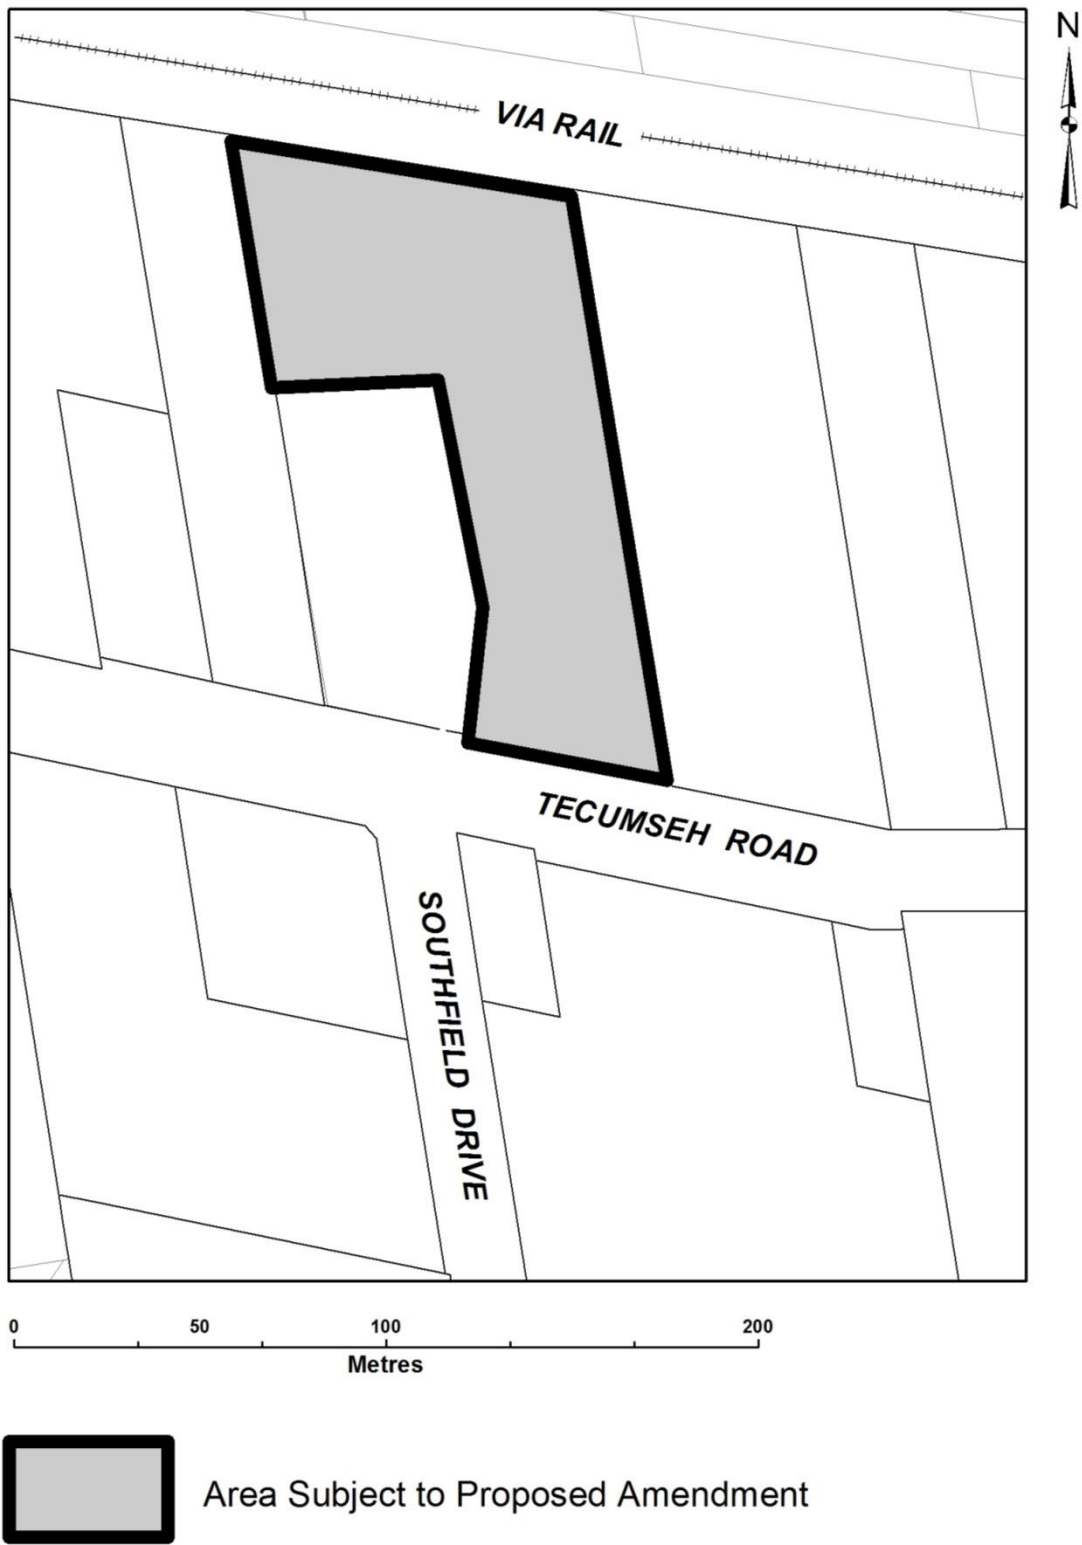 N
VIA RAIL
TECUMSEH ROAD
SOUTHFIELD DRIVE
0 50 100 200
Metres
Area Subject to Proposed Amendment